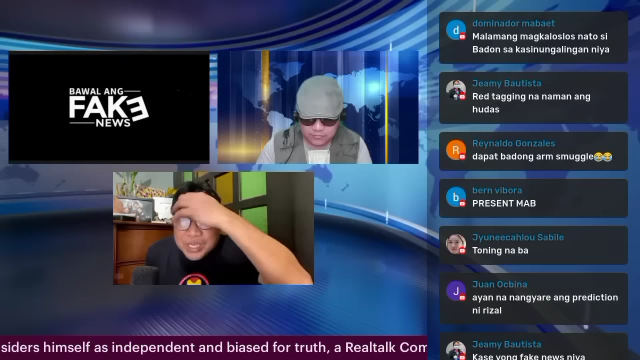 BAWAL ANG
FAKE
NEWS
siders himself as independent and biased for truth, a Realtalk Com
dominador mabaet
Malamang magkaloslos nato si
Badon sa kasinungalingan niya
Jeamy Bautista
Red tagging na naman ang
hudas
Reynaldo Gonzales
dapat badong arm smuggle😂😂
bern vibora
PRESENT MAB
Jyuneecahlou Sabile
Toning na ba
Juan Ocbina
ayan na nangyare ang prediction
ni rizal
Jeamy Bautista
Kase yong fake news niya